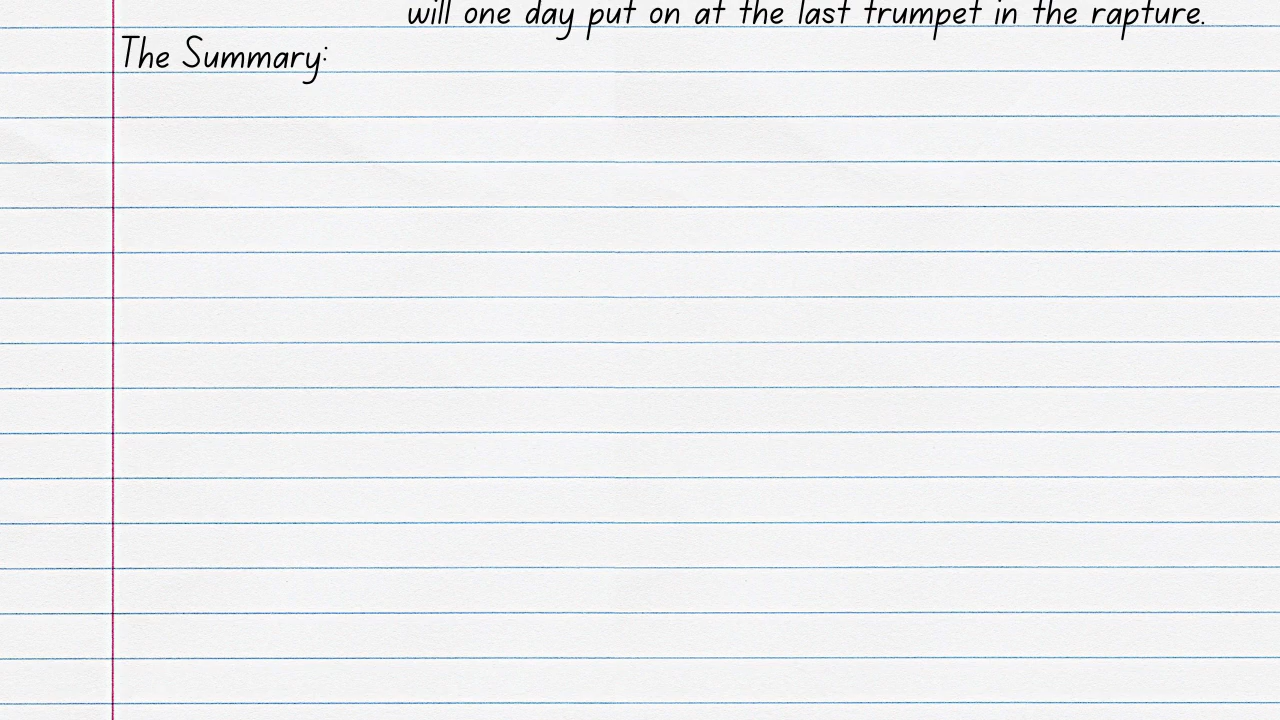 will one day put on at the last trumpet in the rapture.
The Summary: